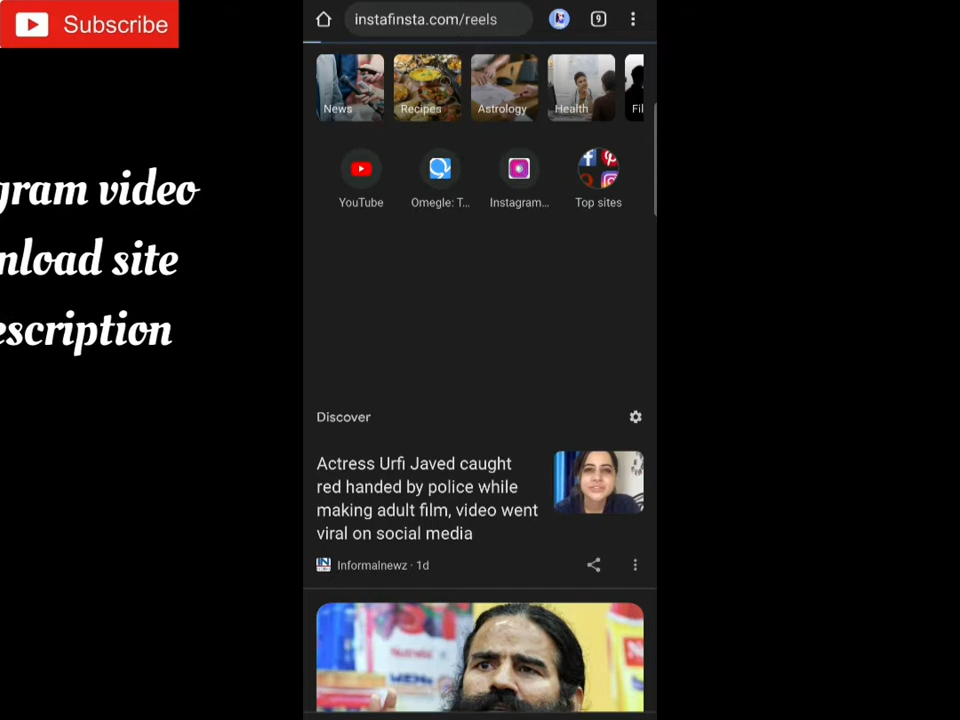 Subscribe
gram video
nload site
escription
instafinsta.com/reels
9
News
Recipes
Astrology
Health
Fil
YouTube
Omegle: T...
Instagram...
Top sites
Discover
Actress Urfi Javed caught
red handed by police while
making adult film, video went
viral on social media
Informalnewz · 1d